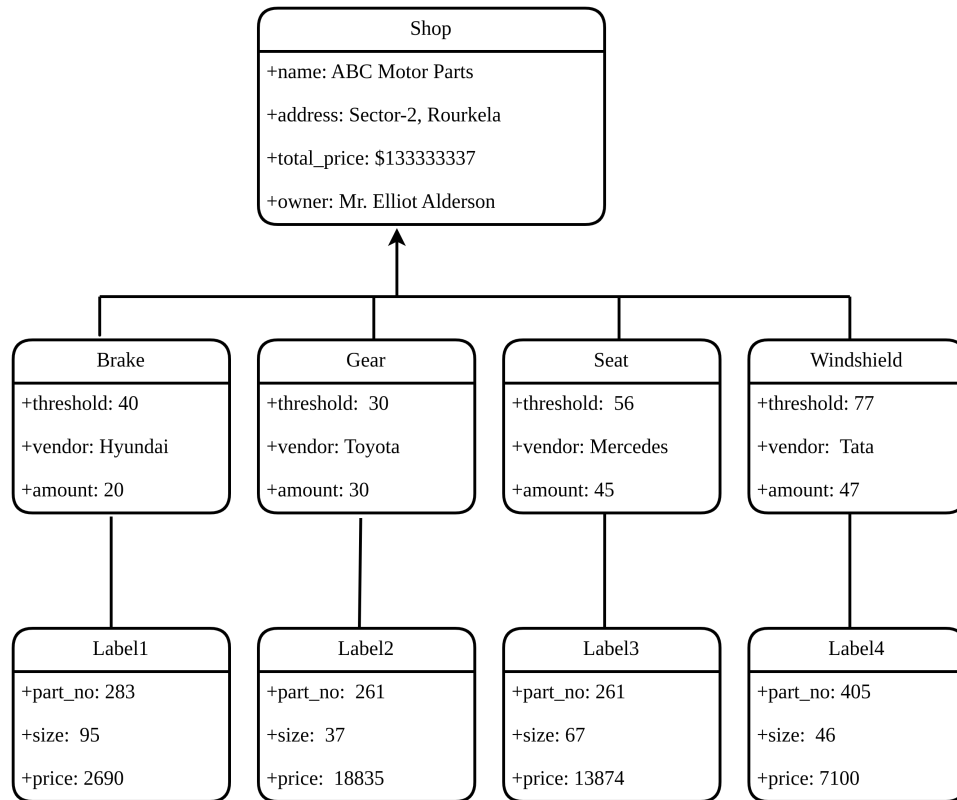 Shop
+name: ABC Motor Parts
+address: Sector-2, Rourkela
+total_price: $133333337
+owner: Mr. Elliot Alderson
Brake
+threshold: 40
+vendor: Hyundai
+amount: 20
Gear
+threshold:  30
+vendor: Toyota
+amount: 30
Seat
+threshold:  56
+vendor: Mercedes
+amount: 45
Windshield
+threshold: 77
+vendor:  Tata
+amount: 47
Label1
+part_no: 283
+size:  95
+price: 2690
Label2
+part_no:  261
+size:  37
+price:  18835
Label3
+part_no: 261
+size: 67
+price: 13874
Label4
+part_no: 405
+size:  46
+price: 7100